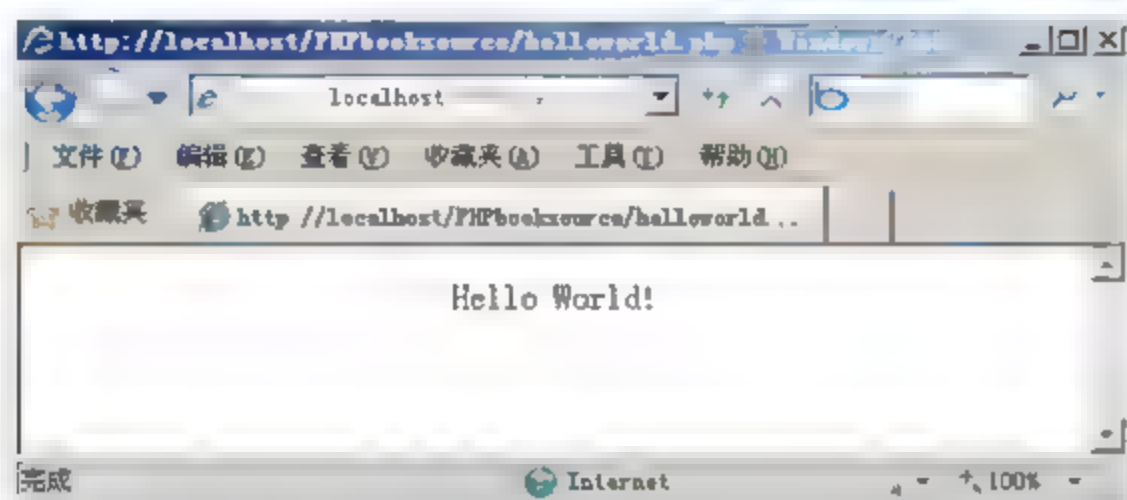 http://localhost/PHPbooksource/helloworld.php - Windows
localhost
文件(F) 编辑(E) 查看(V) 收藏夹(A) 工具(T) 帮助(H)
收藏夹 http //localhost/PHPbooksource/helloworld...
Hello World!
完成 Internet 100%